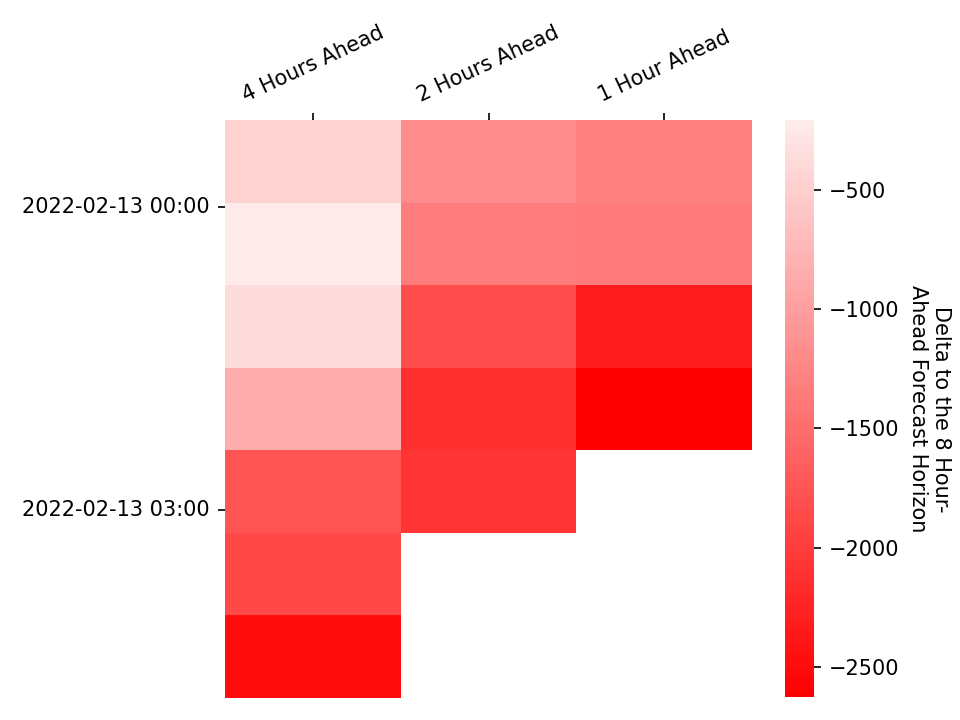 4 Hours Ahead
2 Hours Ahead
1 Hour Ahead
2022-02-13 00:00
2022-02-13 03:00
−500
−1000
−1500
−2000
−2500
Delta to the 8 Hour-
Ahead Forecast Horizon